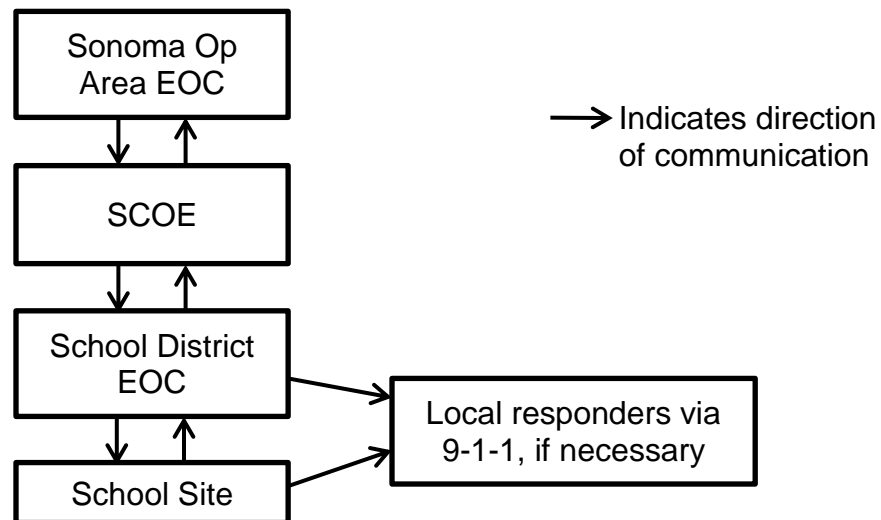 Sonoma Op
Area EOC
Indicates direction
of communication
SCOE
School District
EOC
Local responders via
9-1-1, if necessary
School Site